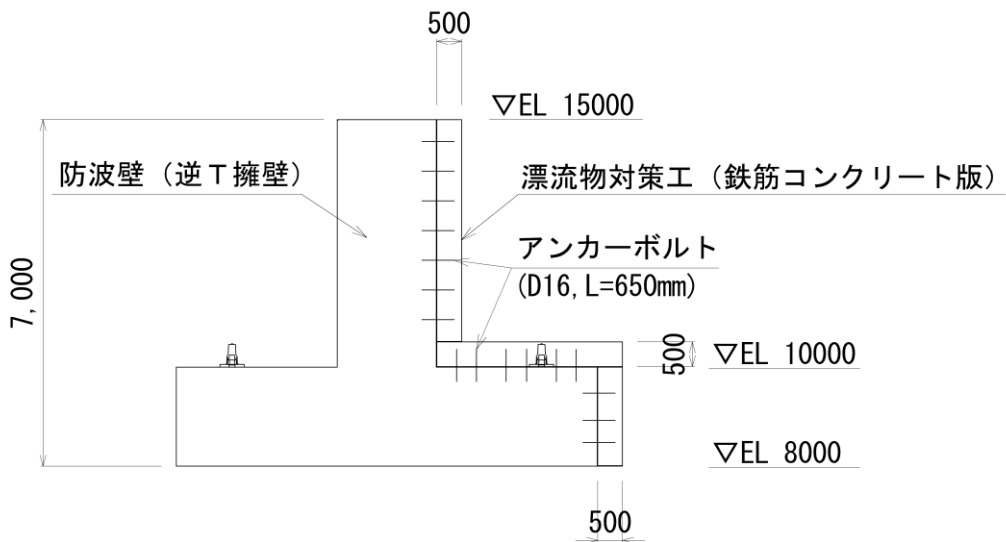 500
▽EL 15000
防波壁（逆Ｔ擁壁）
漂流物対策工（鉄筋コンクリート版）
アンカーボルト
(D16, L=650mm)
7,000
500
▽EL 10000
▽EL 8000
500